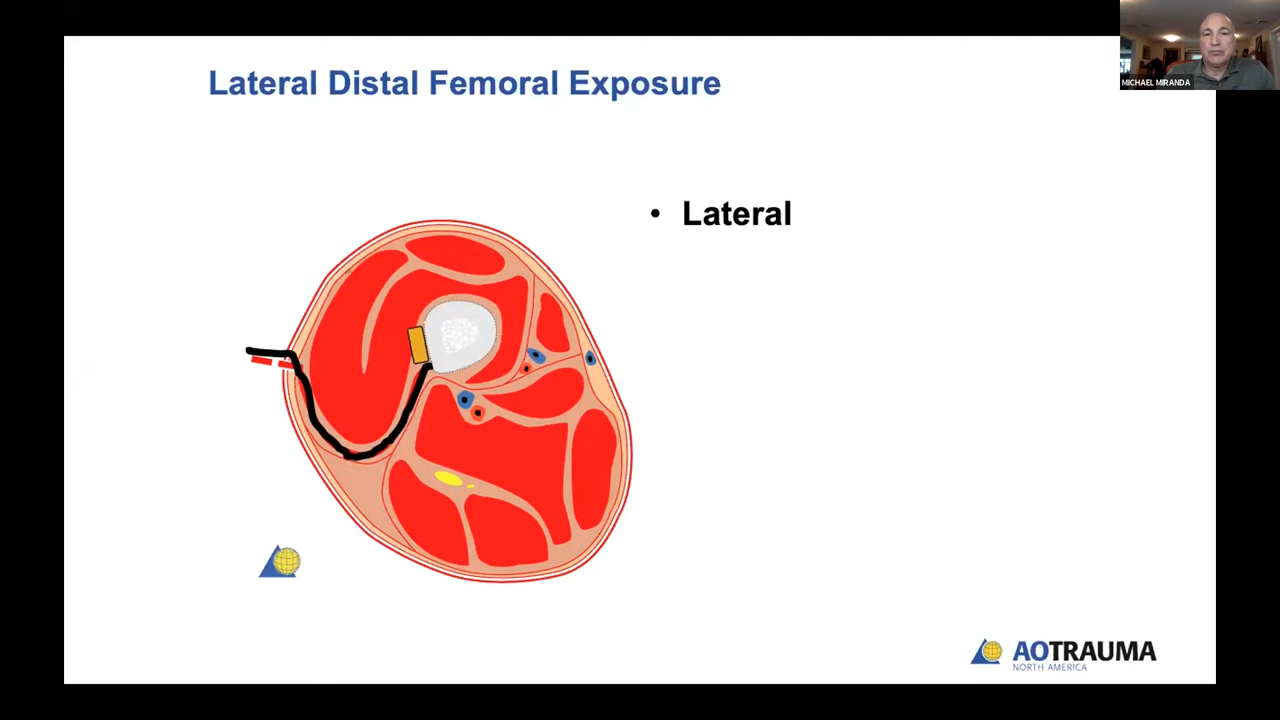 Lateral Distal Femoral Exposure
MICHAEL MIRANDA
• Lateral
AOTRAUMA
NORTH AMERICA